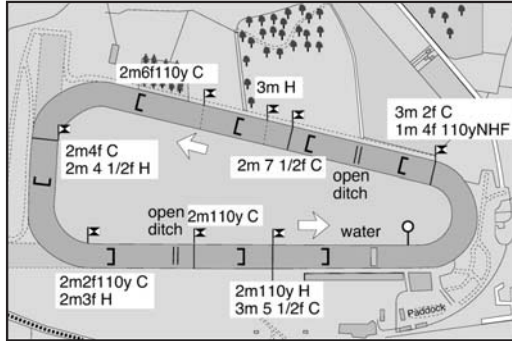 2m6f110y C
3m H
3m 2f C
1m 4f 110yNHF
2m4f C
2m 4 1/2f H
2m 7 1/2f C
open
ditch
open
ditch
2m110y C
water
2m2f110y C
2m3f H
2m110y H
3m 5 1/2f C
Paddock